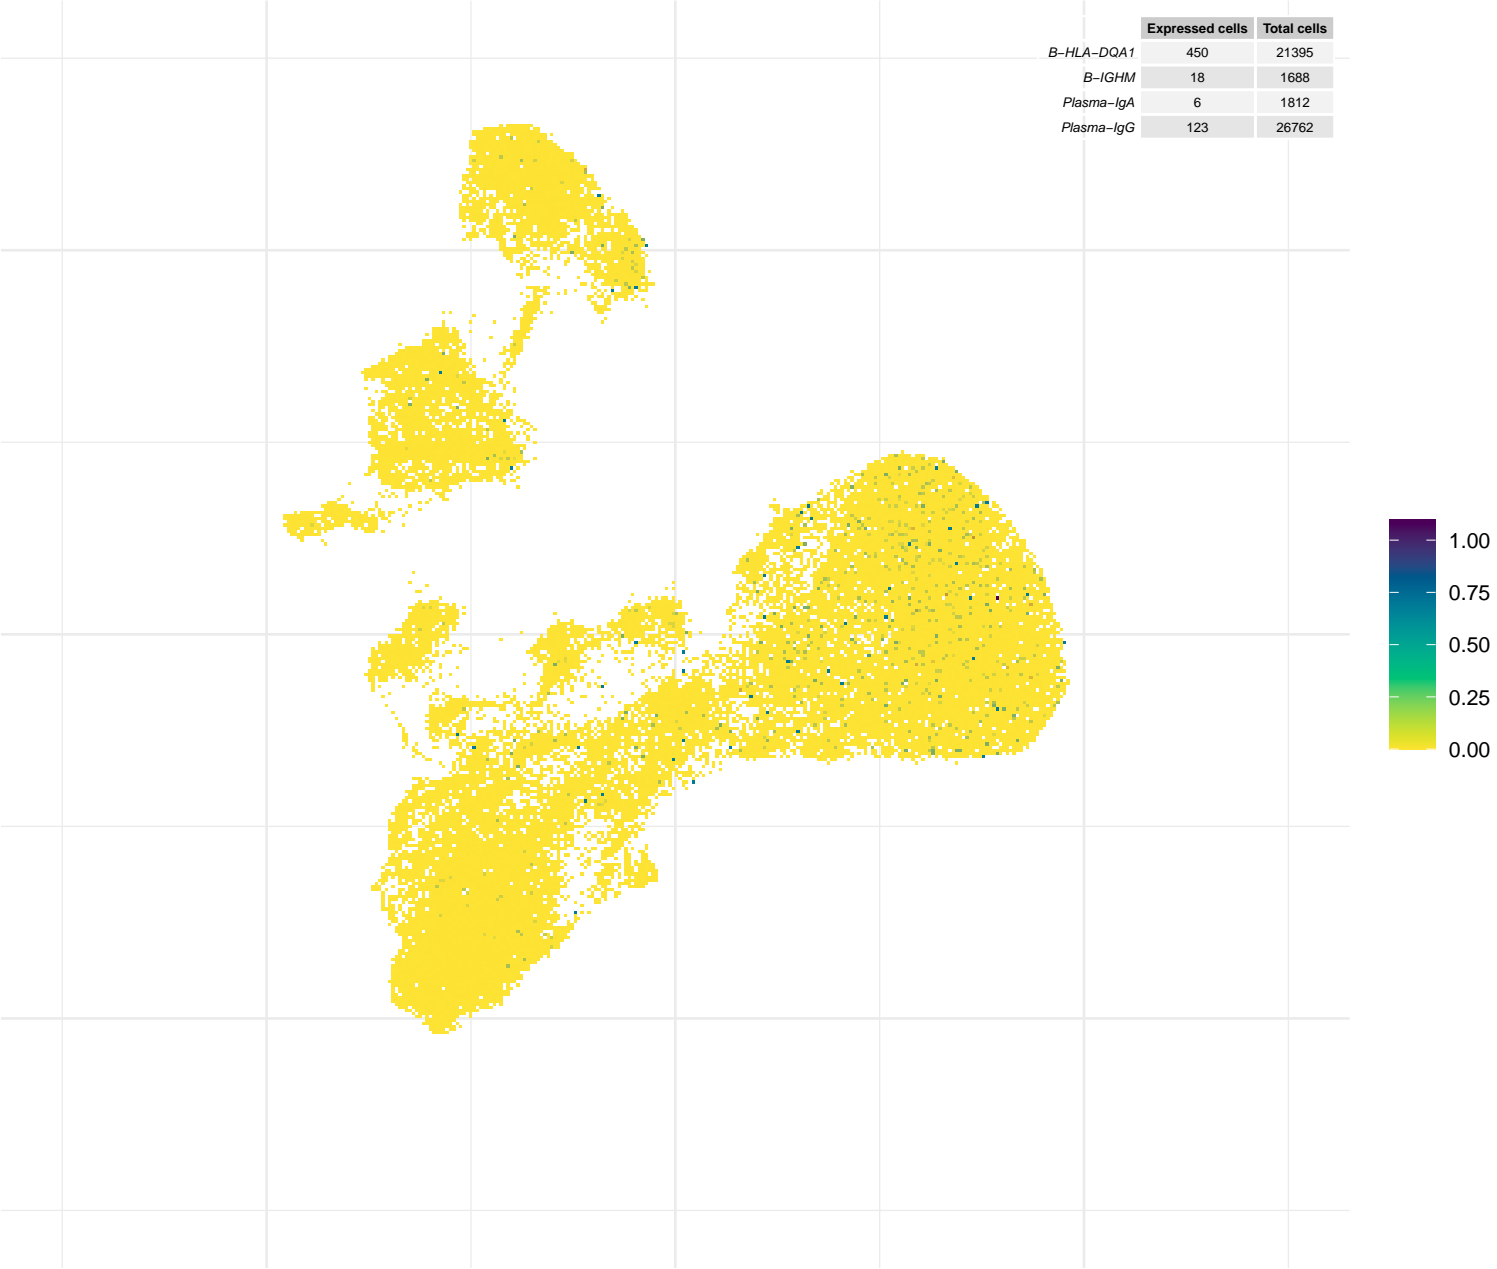 Expressed cells Total cells
B−HLA−DQA1 450 21395
B−IGHM 18 1688
Plasma−IgA 6 1812
Plasma−IgG 123 26762
1.00
0.75
0.50
0.25
0.00